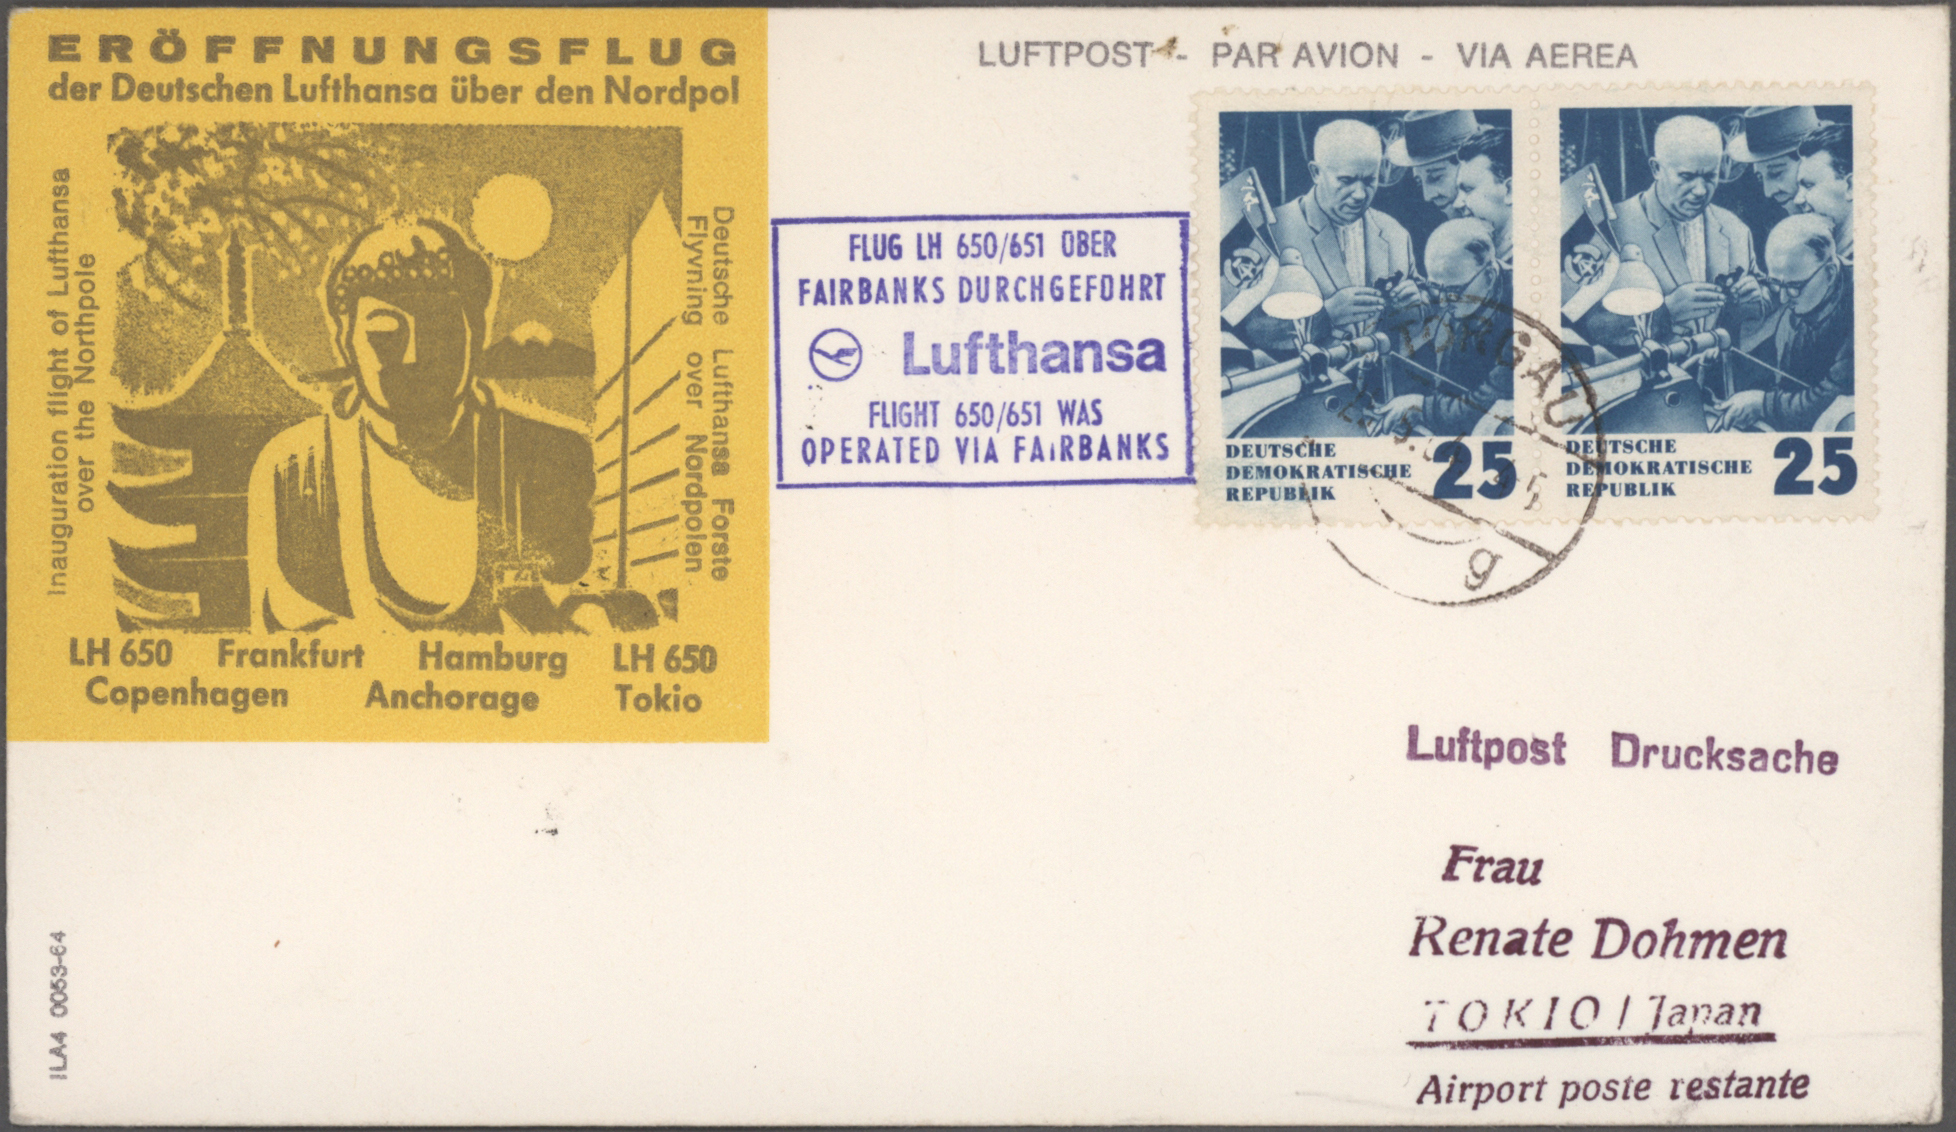 ERÖFFNUNGSFLUG
der Deutschen Lufthansa über den Nordpol
Inauguration flight of Lufthansa
over the Northpole
Deutsche Lufthansa Forste
Flyvning over Nordpolen
LH 650 Frankfurt Hamburg LH 650
Copenhagen Anchorage Tokio
LUFTPOST - PAR AVION - VIA AEREA
FLUG LH 650/651 ÜBER
FAIRBANKS DURCHGEFÜHRT
Lufthansa
FLIGHT 650/651 WAS
OPERATED VIA FAIRBANKS
DEUTSCHE
DEMOKRATISCHE
REPUBLIK
25
DEUTSCHE
DEMOKRATISCHE
REPUBLIK
25
TORGAU
g
Luftpost Drucksache
Frau
Renate Dohmen
TOKIO / Japan
Airport poste restante
ILA4 0053-64